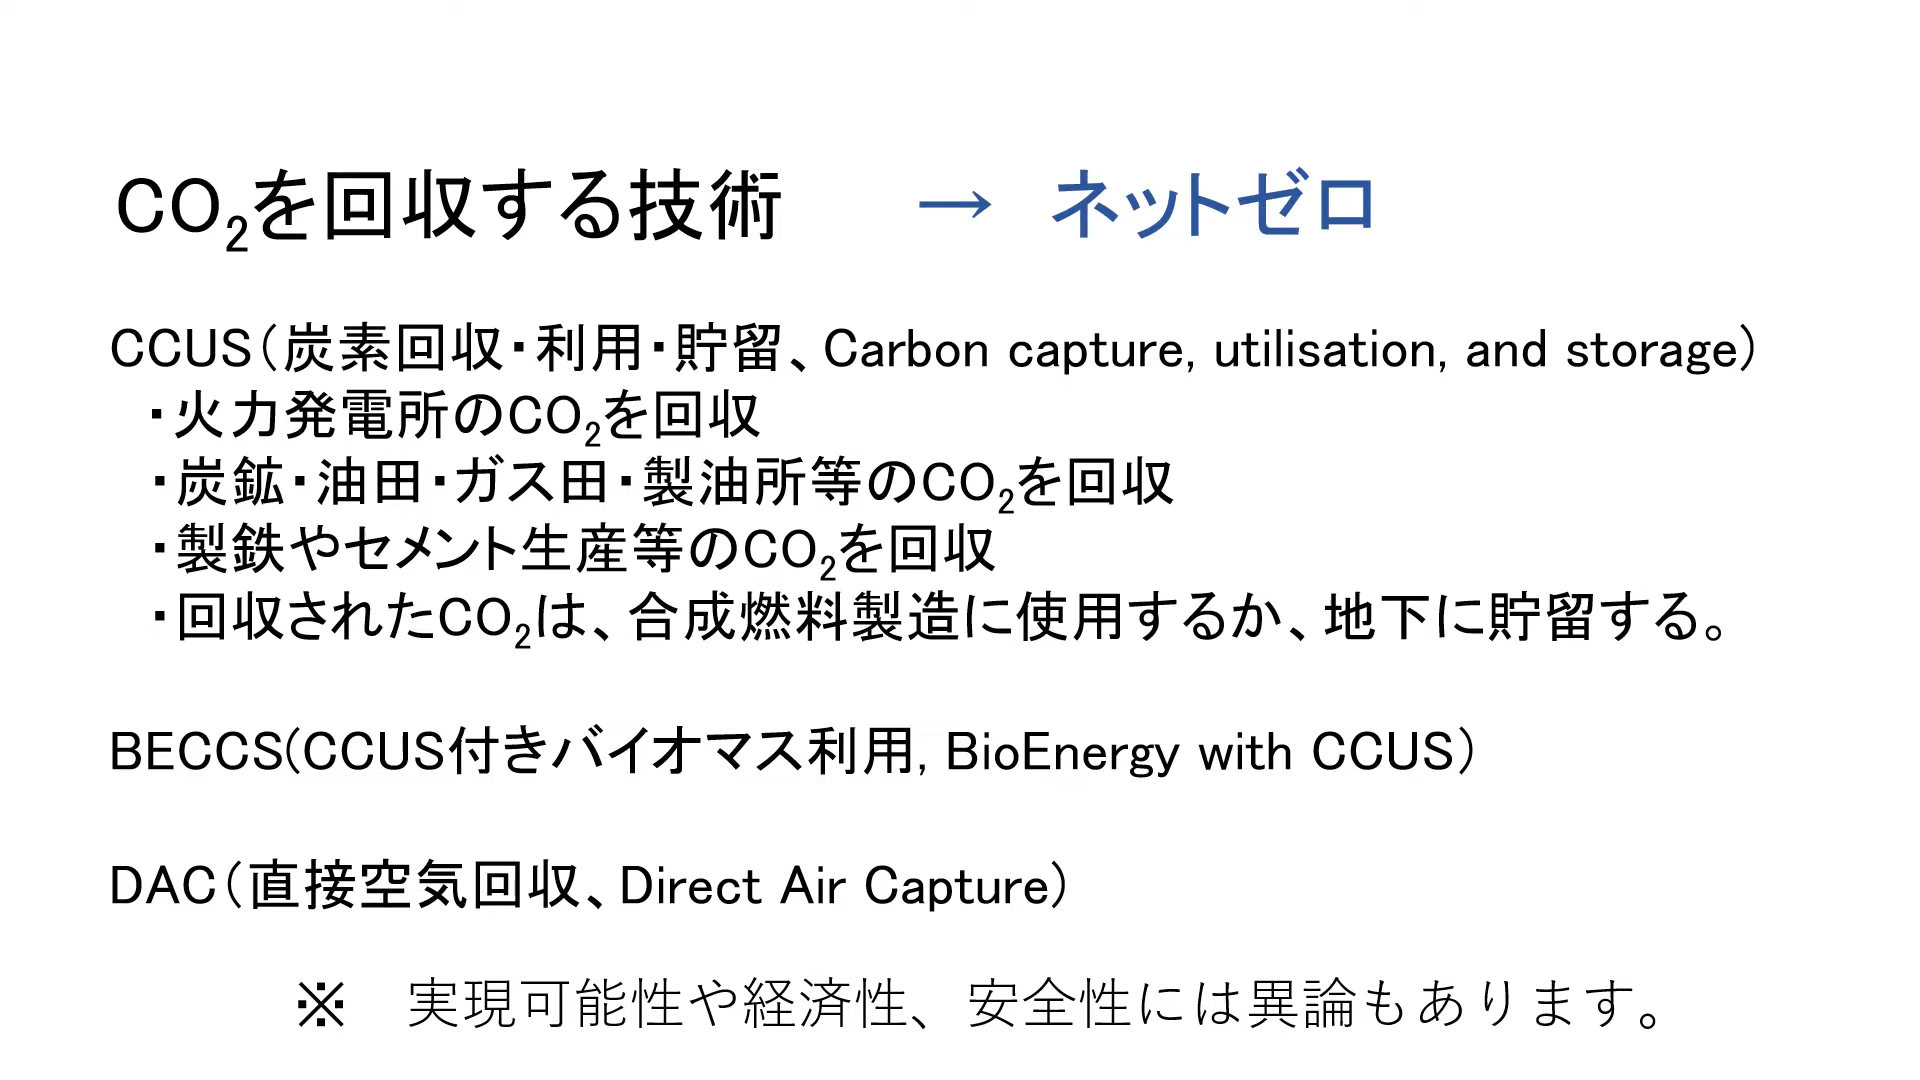 CO₂を回収する技術　→　ネットゼロ
CCUS（炭素回収・利用・貯留、Carbon capture, utilisation, and storage）
・火力発電所のCO₂を回収
・炭鉱・油田・ガス田・製油所等のCO₂を回収
・製鉄やセメント生産等のCO₂を回収
・回収されたCO₂は、合成燃料製造に使用するか、地下に貯留する。
BECCS(CCUS付きバイオマス利用, BioEnergy with CCUS）
DAC（直接空気回収、Direct Air Capture）
※　実現可能性や経済性、安全性には異論もあります。